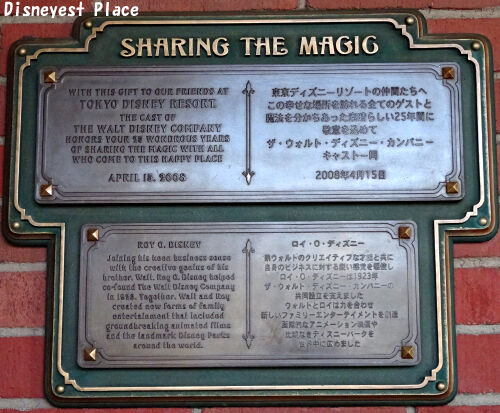 Disneyest Place
SHARING THE MAGIC
WITH THIS GIFT TO OUR FRIENDS AT
TOKYO DISNEY RESORT
THE CAST OF
THE WALT DISNEY COMPANY
HONORS YOUR 25 WONDROUS YEARS
OF SHARING THE MAGIC WITH ALL
WHO COME TO THIS HAPPY PLACE
APRIL 15, 2008
東京ディズニーリゾートの仲間たちへ
この幸せな場所を訪れる全てのゲストと
魔法を分かちあった素晴らしい25年間に
敬意を込めて
ザ・ウォルト・ディズニー・カンパニー
キャスト一同
2008年4月15日
ROY O. DISNEY
Joining his keen business sense
with the creative genius of his
brother, Walt, Roy O. Disney helped
co-found The Walt Disney Company
in 1923. Together, Walt and Roy
created new forms of family
entertainment that included
groundbreaking animated films
and the landmark Disney Parks
around the world.
ロイ・O・ディズニー
ウォルトのクリエイティブな才能と共に
自身のビジネスに対する
ロイ・O・ディズニーは1923年
ザ・ウォルト・ディズニー・カンパニーの
共同設立を支えました
ウォルトとロイは力を合わせ
新しいファミリーエンターテイメントを創造
画期的なアニメーション映画や
ディズニーパークを
世界中に広めました